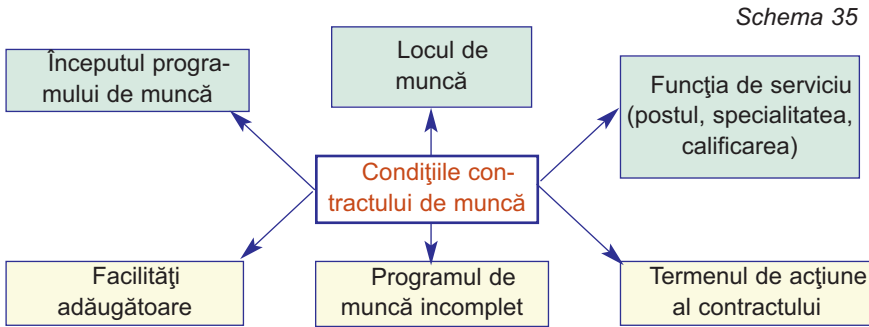 Schema 35
Începutul progra-
mului de muncă
Locul de
muncă
Funcţia de serviciu
(postul, specialitatea,
calificarea)
Condiţiile con-
tractului de muncă
Facilităţi
adăugătoare
Programul de
muncă incomplet
Termenul de acţiune
al contractului